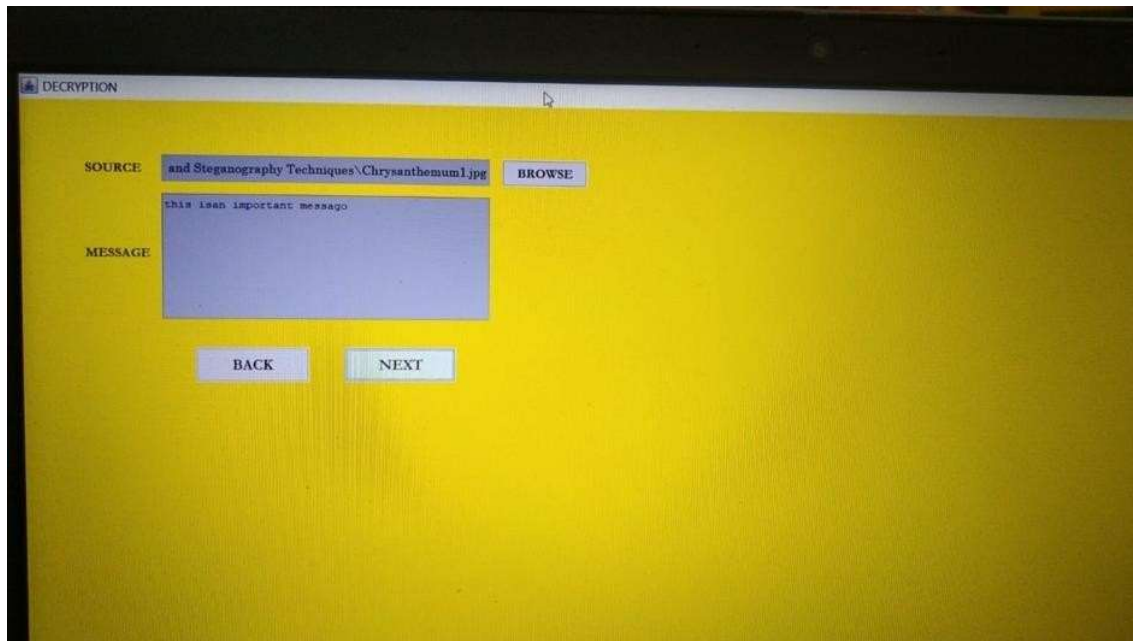 DECRYPTION
SOURCE and Steganography Techniques\Chrysanthemum1.jpg BROWSE
this isan important messago
MESSAGE
BACK NEXT